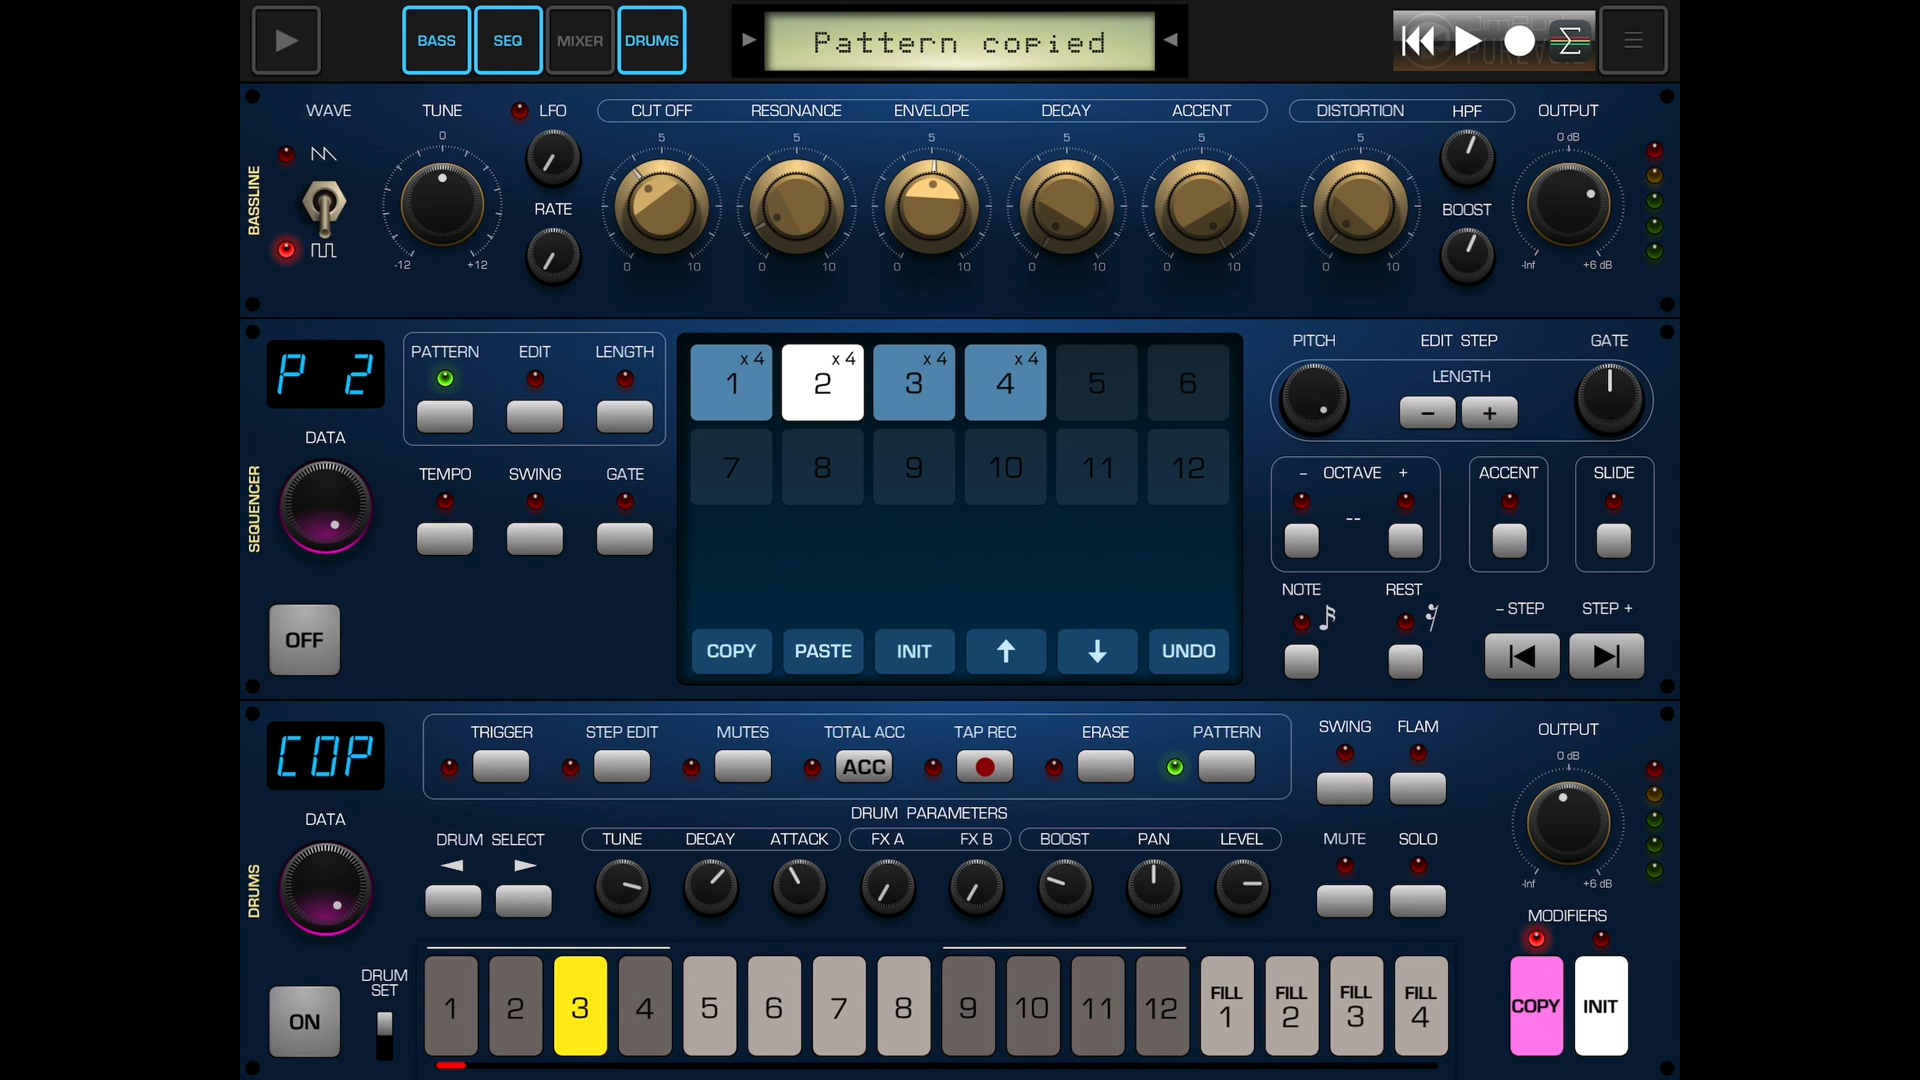 BASS SEQ MIXER DRUMS
Pattern copied
WAVE TUNE LFO CUT OFF RESONANCE ENVELOPE DECAY ACCENT DISTORTION HPF OUTPUT
0 5 5 5 5 5 5 0 dB
BASSLINE
RATE BOOST
-12 +12 0 10 0 10 0 10 0 10 0 10 0 10 -Inf +6 dB
SEQUENCER
P 2
PATTERN EDIT LENGTH
DATA
TEMPO SWING GATE
OFF
x 4 x 4 x 4 x 4
1 2 3 4 5 6
7 8 9 10 11 12
COPY PASTE INIT ↑ ↓ UNDO
PITCH EDIT STEP GATE
LENGTH
− +
− OCTAVE + ACCENT SLIDE
--
NOTE REST − STEP STEP +
DRUMS
COP
TRIGGER STEP EDIT MUTES TOTAL ACC TAP REC ERASE PATTERN
ACC
SWING FLAM OUTPUT
0 dB
DATA
DRUM PARAMETERS
DRUM SELECT TUNE DECAY ATTACK FX A FX B BOOST PAN LEVEL MUTE SOLO
-Inf +6 dB
MODIFIERS
DRUM
SET
ON
1 2 3 4 5 6 7 8 9 10 11 12 FILL 1 FILL 2 FILL 3 FILL 4
COPY INIT